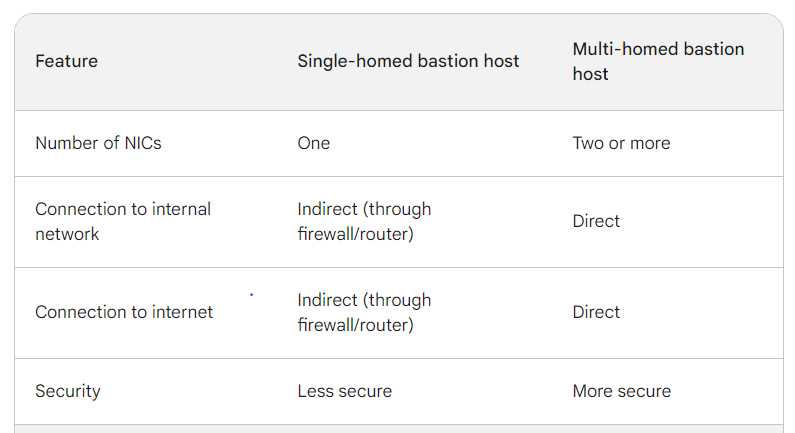 Feature
Single-homed bastion host
Multi-homed bastion
host
Number of NICs
One
Two or more
Connection to internal
network
Indirect (through
firewall/router)
Direct
Connection to internet
Indirect (through
firewall/router)
Direct
Security
Less secure
More secure